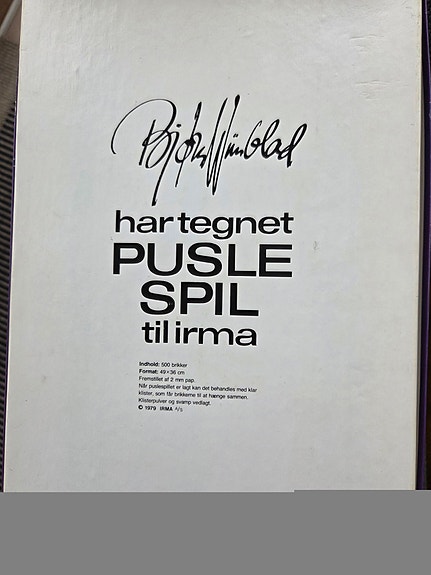 Bjørn Wiinblad
har tegnet
PUSLE
SPIL
til irma
Indhold: 500 brikker
Format: 49 × 36 cm
Fremstillet af 2 mm pap.
Når puslespillet er lagt kan det behandles med klar
klister, som får brikkerne til at hænge sammen.
Klisterpulver og svamp vedlagt.
© 1979 IRMA A/S